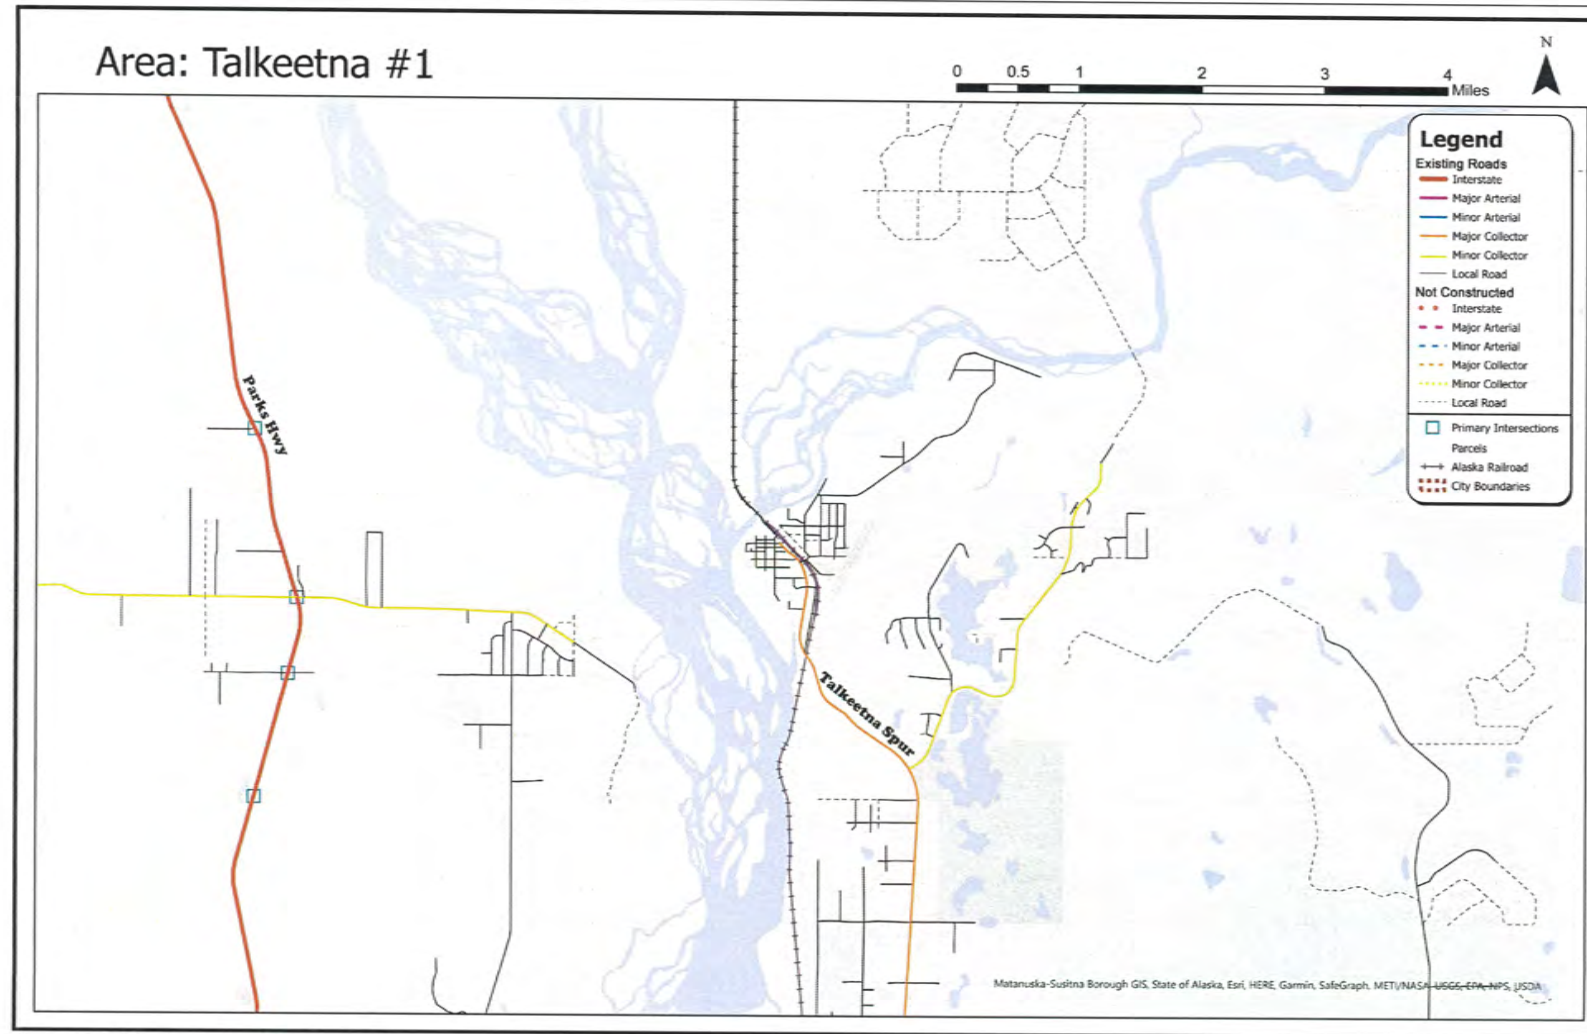 Area: Talkeetna #1
0 0.5 1 2 3 4
Miles
N
Legend
Existing Roads
Interstate
Major Arterial
Minor Arterial
Major Collector
Minor Collector
Local Road
Not Constructed
Interstate
Major Arterial
Minor Arterial
Major Collector
Minor Collector
Local Road
Primary Intersections
Parcels
Alaska Railroad
City Boundaries
Parks Hwy
Talkeetna Spur
Matanuska-Susitna Borough GIS, State of Alaska, Esri, HERE, Garmin, SafeGraph, METI/NASA, USGS, EPA, NPS, USDA